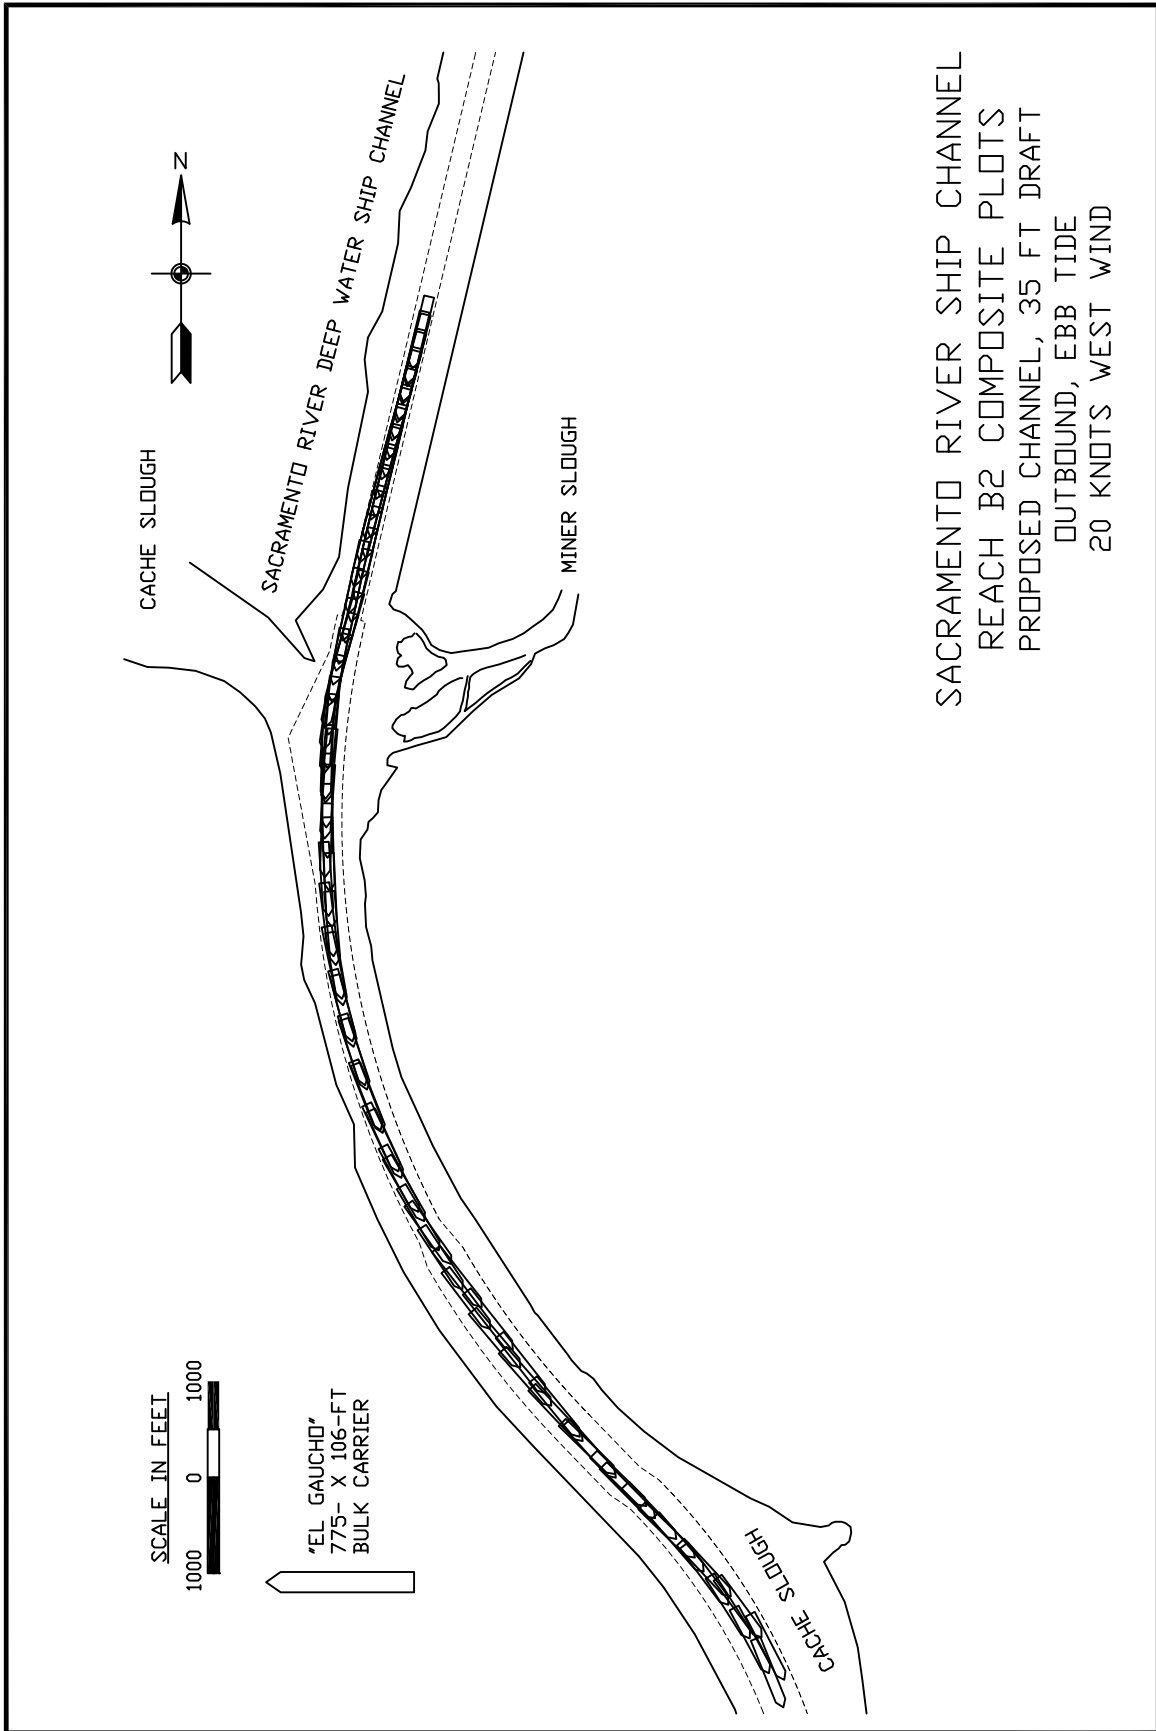 N
CACHE SLOUGH
SACRAMENTO RIVER DEEP WATER SHIP CHANNEL
MINER SLOUGH
SCALE IN FEET
1000 0 1000
"EL GAUCHO"
775- X 106-FT
BULK CARRIER
CACHE SLOUGH
SACRAMENTO RIVER SHIP CHANNEL
REACH B2 COMPOSITE PLOTS
PROPOSED CHANNEL, 35 FT DRAFT
OUTBOUND, EBB TIDE
20 KNOTS WEST WIND